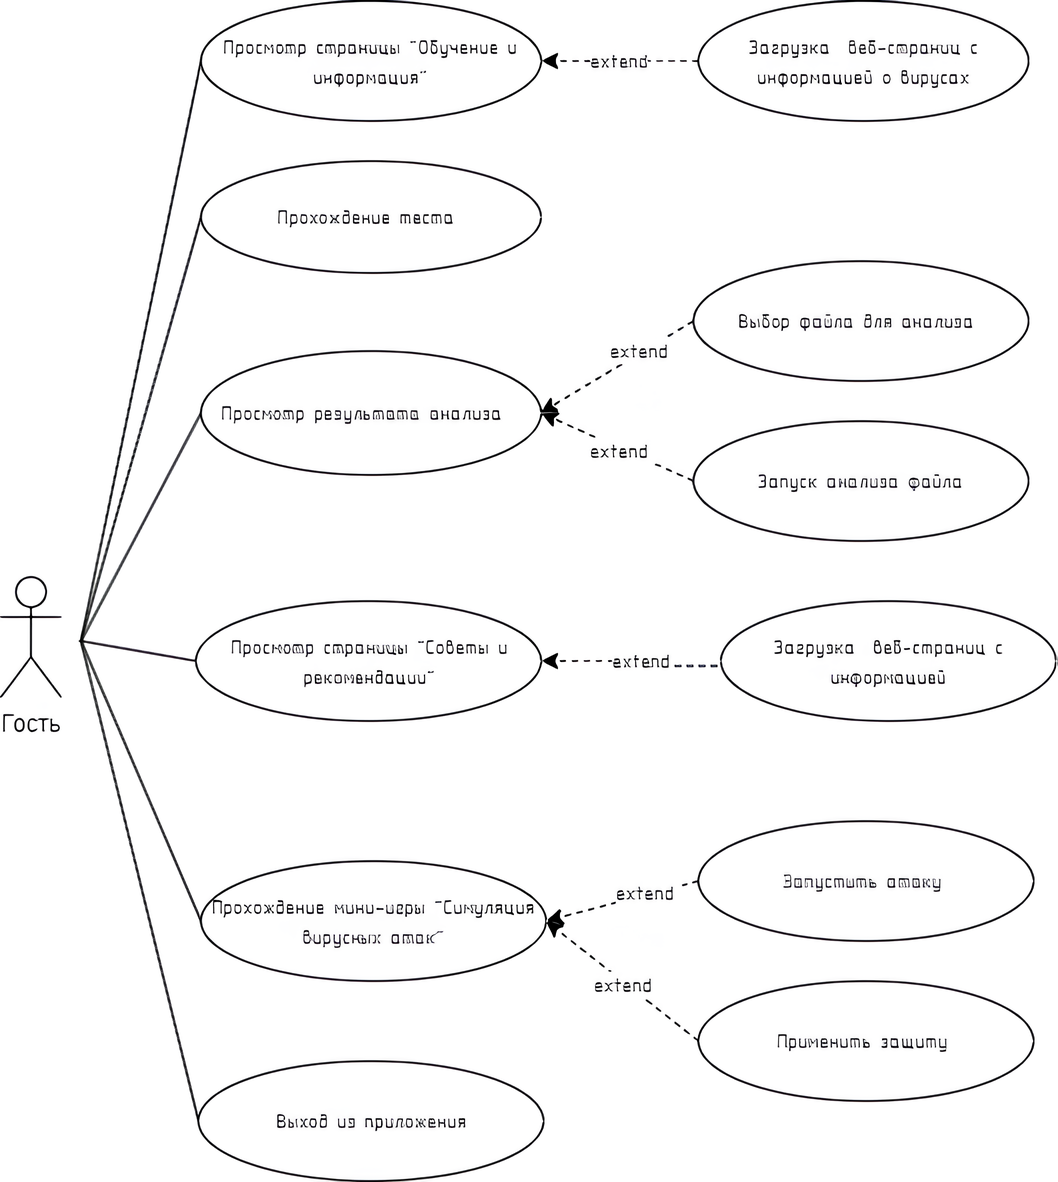 Просмотр страницы "Обучение и
информация"
extend
Загрузка веб-страниц с
информацией о вирусах
Прохождение теста
Выбор файла для анализа
extend
Просмотр результата анализа
extend
Запуск анализа файла
Просмотр страницы "Советы и
рекомендации"
extend
Загрузка веб-страниц с
информацией
Гость
Запустить атаку
extend
Прохождение мини-игры "Симуляция
вирусных атак"
extend
Применить защиту
Выход из приложения